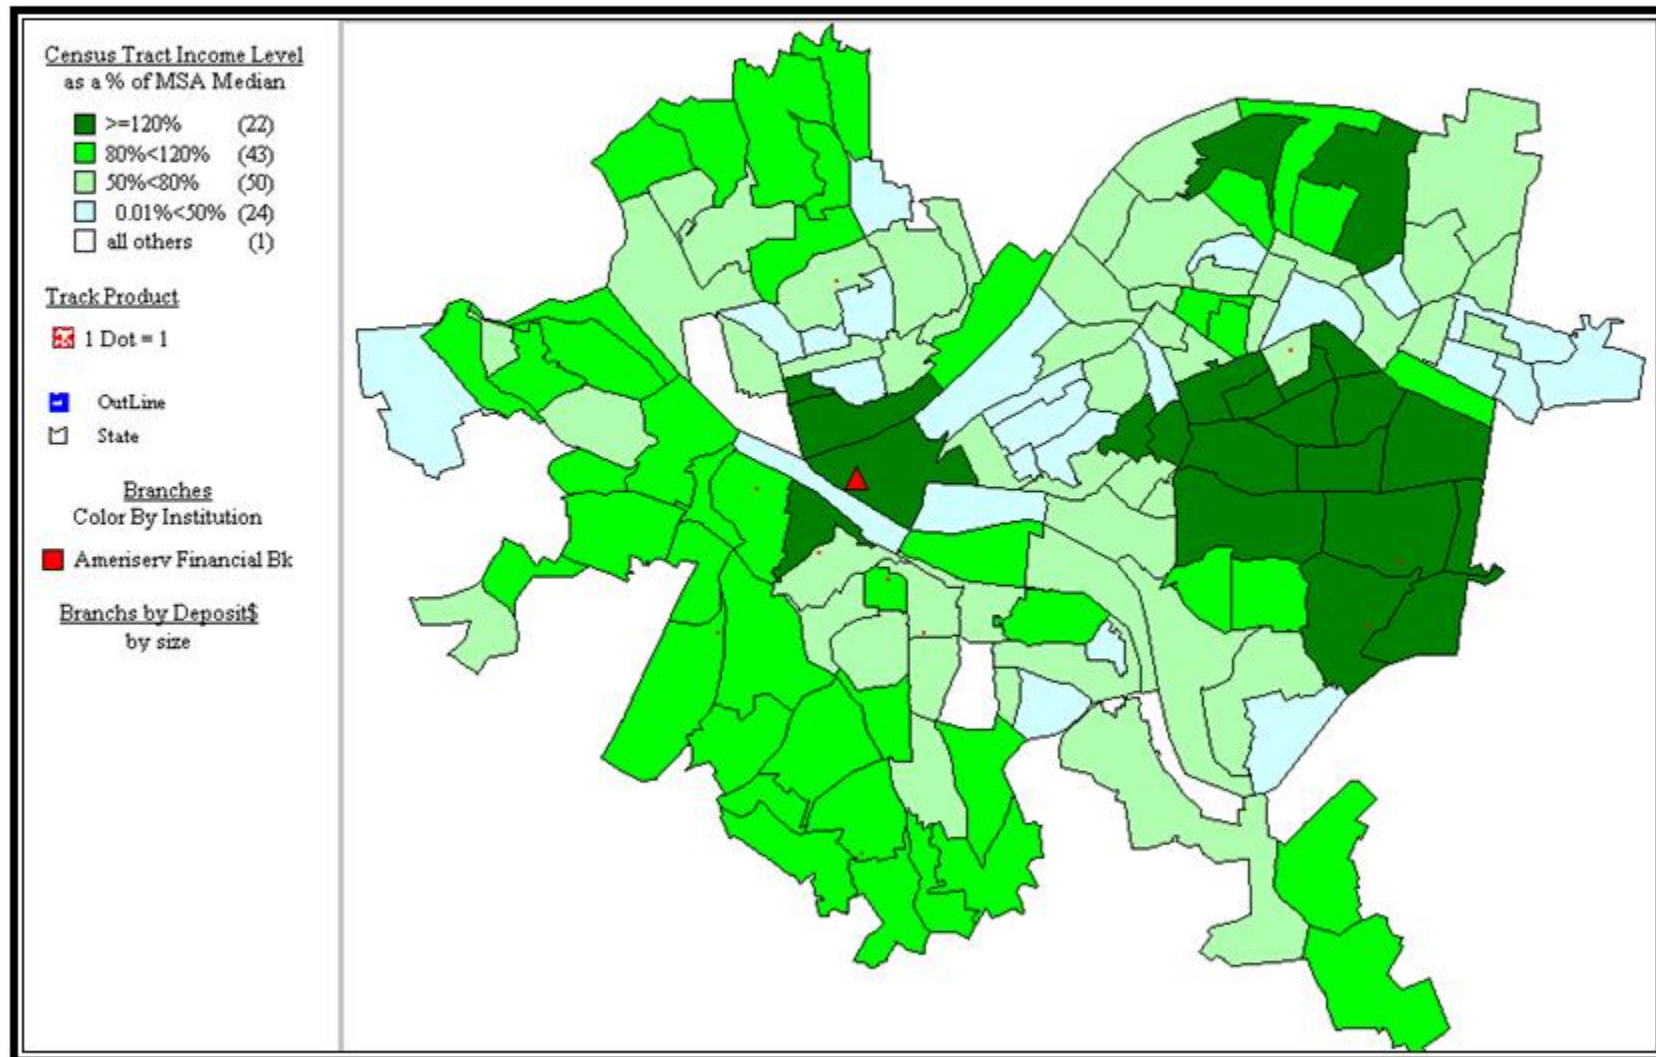 Census Tract Income Level
as a % of MSA Median
>=120% (22)
80%<120% (43)
50%<80% (50)
0.01%<50% (24)
all others (1)
Track Product
1 Dot = 1
OutLine
State
Branches
Color By Institution
Ameriserv Financial Bk
Branchs by Deposit$
by size